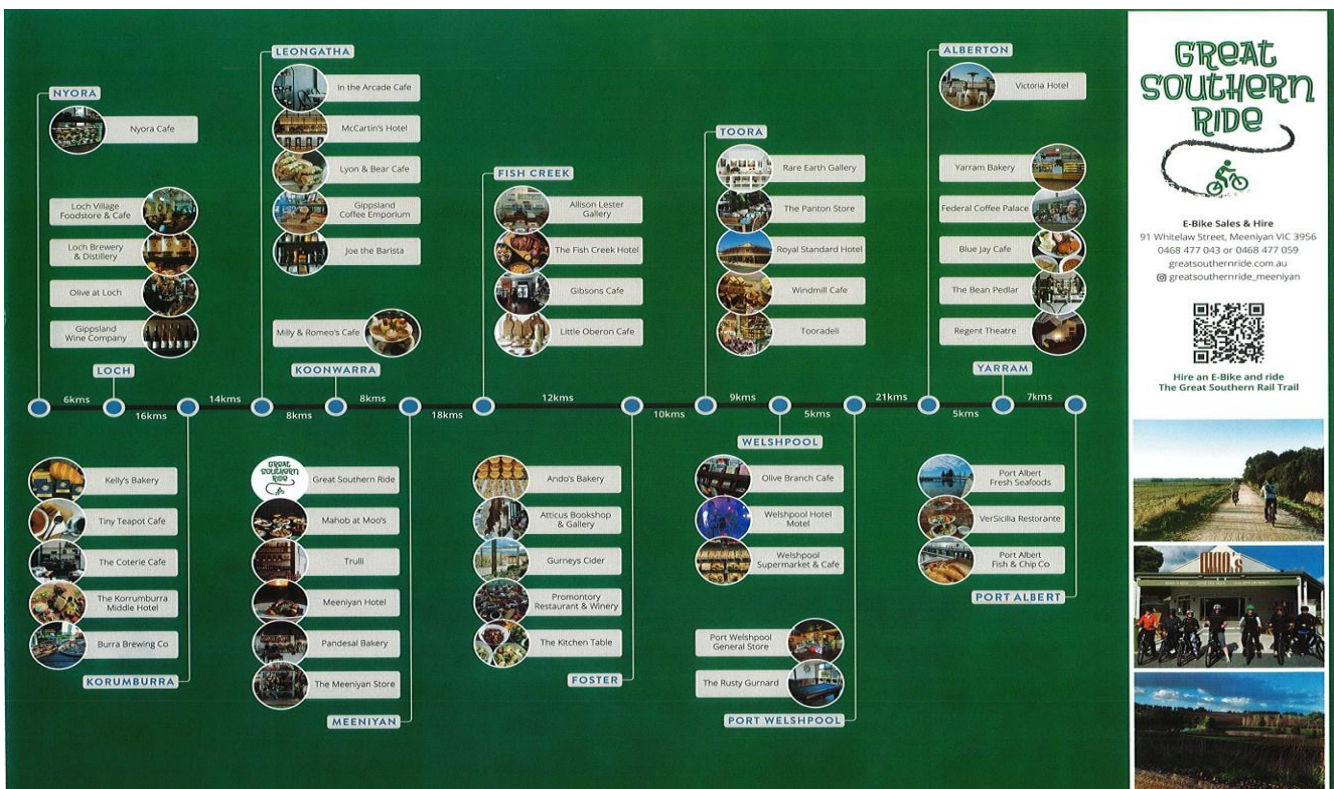 NYORA
Nyora Cafe
Loch Village
Foodstore & Cafe
Loch Brewery
& Distillery
Olive at Loch
Gippsland
Wine Company
LOCH
LEONGATHA
In the Arcade Cafe
McCartin's Hotel
Lyon & Bear Cafe
Gippsland
Coffee Emporium
Joe the Barista
Milly & Romeo's Cafe
KOONWARRA
FISH CREEK
Allison Lester
Gallery
The Fish Creek Hotel
Gibsons Cafe
Little Oberon Cafe
TOORA
Rare Earth Gallery
The Panton Store
Royal Standard Hotel
Windmill Cafe
Tooradeli
ALBERTON
Victoria Hotel
Yarram Bakery
Federal Coffee Palace
Blue Jay Cafe
The Bean Pedlar
Regent Theatre
YARRAM
6kms
16kms
14kms
8kms
8kms
18kms
12kms
10kms
9kms
5kms
21kms
5kms
7kms
Kelly's Bakery
Tiny Teapot Cafe
The Coterie Cafe
The Korrumburra
Middle Hotel
Burra Brewing Co
KORUMBURRA
GREAT
SOUTHERN
RIDE
Great Southern Ride
Mahob at Moo's
Trulli
Meeniyan Hotel
Pandesal Bakery
The Meeniyan Store
MEENIYAN
Ando's Bakery
Atticus Bookshop
& Gallery
Gurneys Cider
Promontory
Restaurant & Winery
The Kitchen Table
FOSTER
WELSHPOOL
Olive Branch Cafe
Welshpool Hotel
Motel
Welshpool
Supermarket & Cafe
Port Welshpool
General Store
The Rusty Gurnard
PORT WELSHPOOL
Port Albert
Fresh Seafoods
VerSicilia Restorante
Port Albert
Fish & Chip Co
PORT ALBERT
GREAT
SOUTHERN
RIDE
E-Bike Sales & Hire
91 Whitelaw Street, Meeniyan VIC 3956
0468 477 043 or 0468 477 059
greatsouthernride.com.au
greatsouthernride_meeniyan
Hire an E-Bike and ride
The Great Southern Rail Trail
MOO's